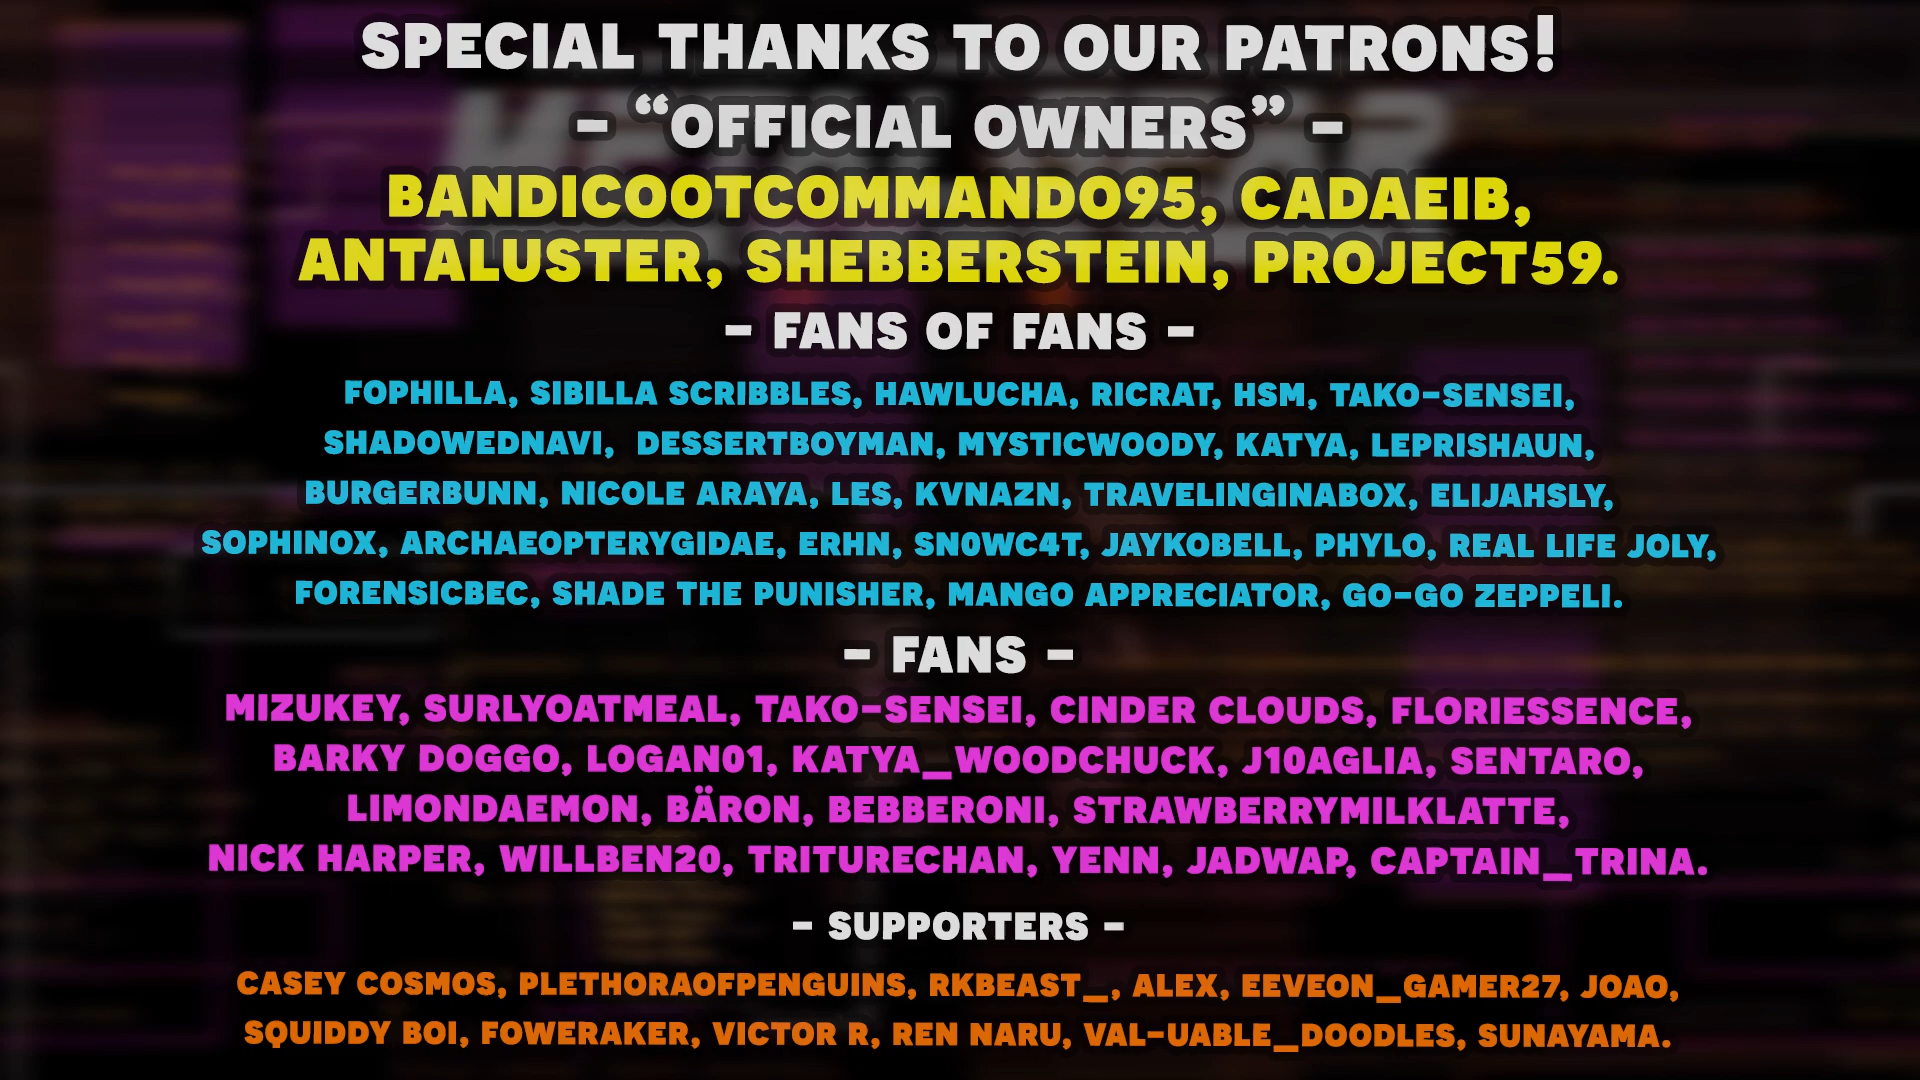 SPECIAL THANKS TO OUR PATRONS!
- “OFFICIAL OWNERS” -
BANDICOOTCOMMANDO95, CADAEIB,
ANTALUSTER, SHEBBERSTEIN, PROJECT59.
- FANS OF FANS -
FOPHILLA, SIBILLA SCRIBBLES, HAWLUCHA, RICRAT, HSM, TAKO-SENSEI,
SHADOWEDNAVI, DESSERTBOYMAN, MYSTICWOODY, KATYA, LEPRISHAUN,
BURGERBUNN, NICOLE ARAYA, LES, KVNAZN, TRAVELINGINABOX, ELIJAHSLY,
SOPHINOX, ARCHAEOPTERYGIDAE, ERHN, SN0WC4T, JAYKOBELL, PHYLO, REAL LIFE JOLY,
FORENSICBEC, SHADE THE PUNISHER, MANGO APPRECIATOR, GO-GO ZEPPELI.
- FANS -
MIZUKEY, SURLYOATMEAL, TAKO-SENSEI, CINDER CLOUDS, FLORIESSENCE,
BARKY DOGGO, LOGAN01, KATYA_WOODCHUCK, J10AGLIA, SENTARO,
LIMONDAEMON, BÄRON, BEBBERONI, STRAWBERRYMILKLATTE,
NICK HARPER, WILLBEN20, TRITURECHAN, YENN, JADWAP, CAPTAIN_TRINA.
- SUPPORTERS -
CASEY COSMOS, PLETHORAOFPENGUINS, RKBEAST_, ALEX, EEVEON_GAMER27, JOAO,
SQUIDDY BOI, FOWERAKER, VICTOR R, REN NARU, VAL-UABLE_DOODLES, SUNAYAMA.